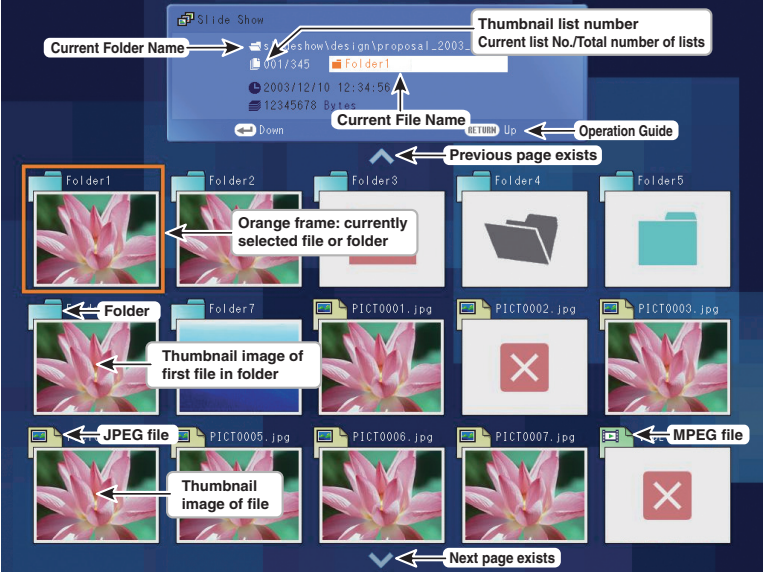 Slide Show
Thumbnail list number
Current list No./Total number of lists
Current Folder Name
slideshow\design\proposal_2003_
001/345
Folder1
2003/12/10 12:34:56
12345678 Bytes
Current File Name
Down
RETURN Up
Operation Guide
Previous page exists
Folder1
Folder2
Folder3
Folder4
Folder5
Orange frame: currently
selected file or folder
Folder
Folder7
PICT0001.jpg
PICT0002.jpg
PICT0003.jpg
Thumbnail image of
first file in folder
JPEG file
PICT0005.jpg
PICT0006.jpg
PICT0007.jpg
MPEG file
Thumbnail
image of file
Next page exists